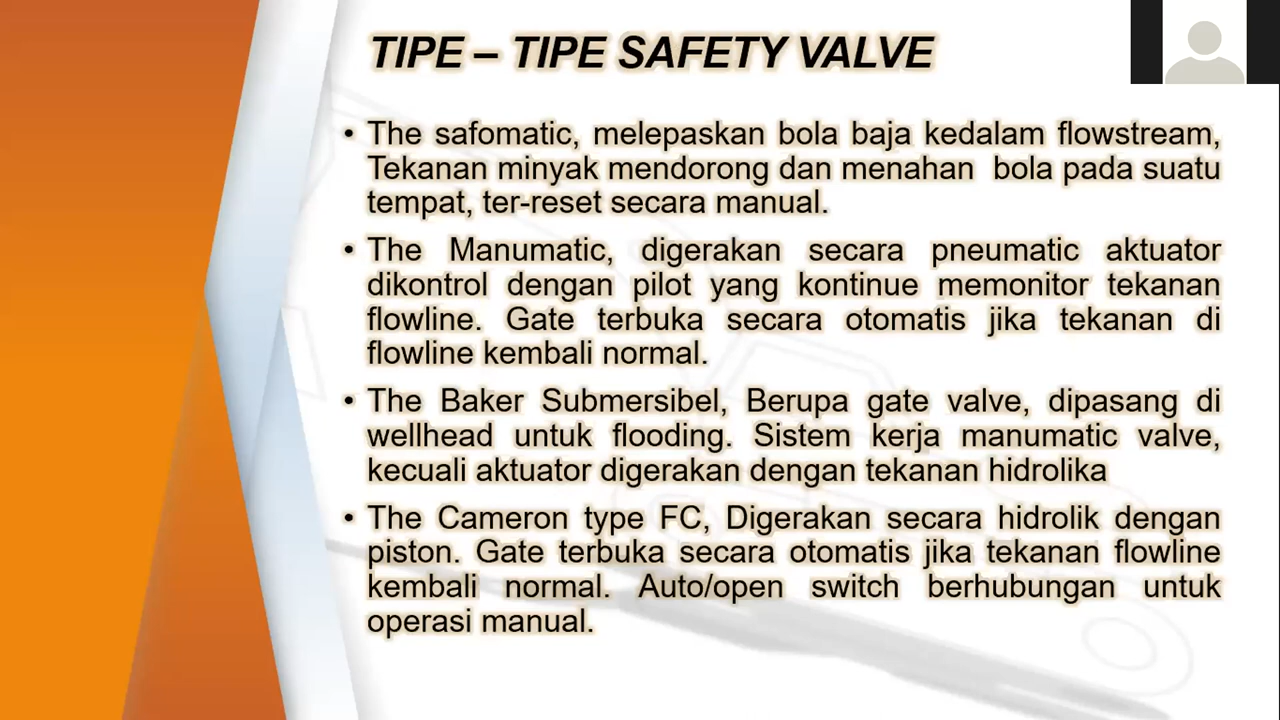 TIPE – TIPE SAFETY VALVE
• The safomatic, melepaskan bola baja kedalam flowstream,
Tekanan minyak mendorong dan menahan bola pada suatu
tempat, ter-reset secara manual.
• The Manumatic, digerakan secara pneumatic aktuator
dikontrol dengan pilot yang kontinue memonitor tekanan
flowline. Gate terbuka secara otomatis jika tekanan di
flowline kembali normal.
• The Baker Submersibel, Berupa gate valve, dipasang di
wellhead untuk flooding. Sistem kerja manumatic valve,
kecuali aktuator digerakan dengan tekanan hidrolika
• The Cameron type FC, Digerakan secara hidrolik dengan
piston. Gate terbuka secara otomatis jika tekanan flowline
kembali normal. Auto/open switch berhubungan untuk
operasi manual.